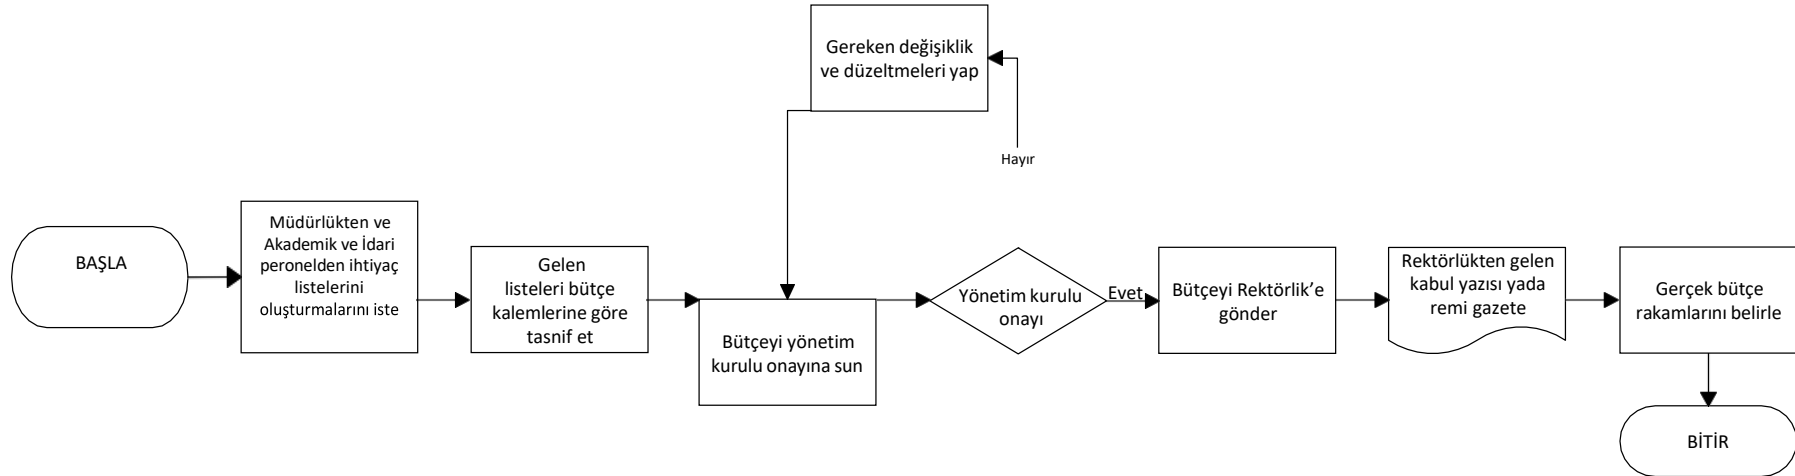 Gereken değişiklik
ve düzeltmeleri yap
Hayır
BAŞLA
Müdürlükten ve
Akademik ve İdari
peronelden ihtiyaç
listelerini
oluşturmalarını iste
Gelen
listeleri bütçe
kalemlerine göre
tasnif et
Bütçeyi yönetim
kurulu onayına sun
Yönetim kurulu
onayı
Evet
Bütçeyi Rektörlik’e
gönder
Rektörlükten gelen
kabul yazısı yada
remi gazete
Gerçek bütçe
rakamlarını belirle
BİTİR